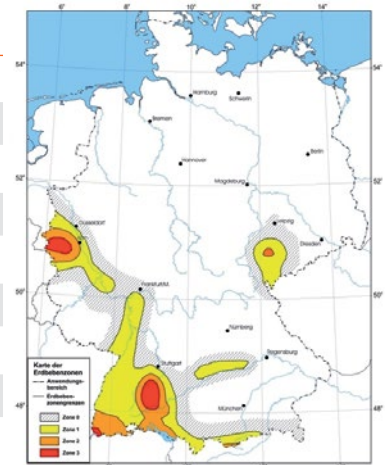 54°
54°
Hamburg
Schwerin
Bremen
Berlin
Hannover
52°
52°
Magdeburg
Düsseldorf
Leipzig
Dresden
50°
50°
Nürnberg
Regensburg
Stuttgart
48°
48°
München
Karte der
Erdbebenzonen
Anwendungs-
bereich
Erdbeben-
zonengrenzen
Zone 0
Zone 1
Zone 2
Zone 3
6°
8°
10°
12°
14°